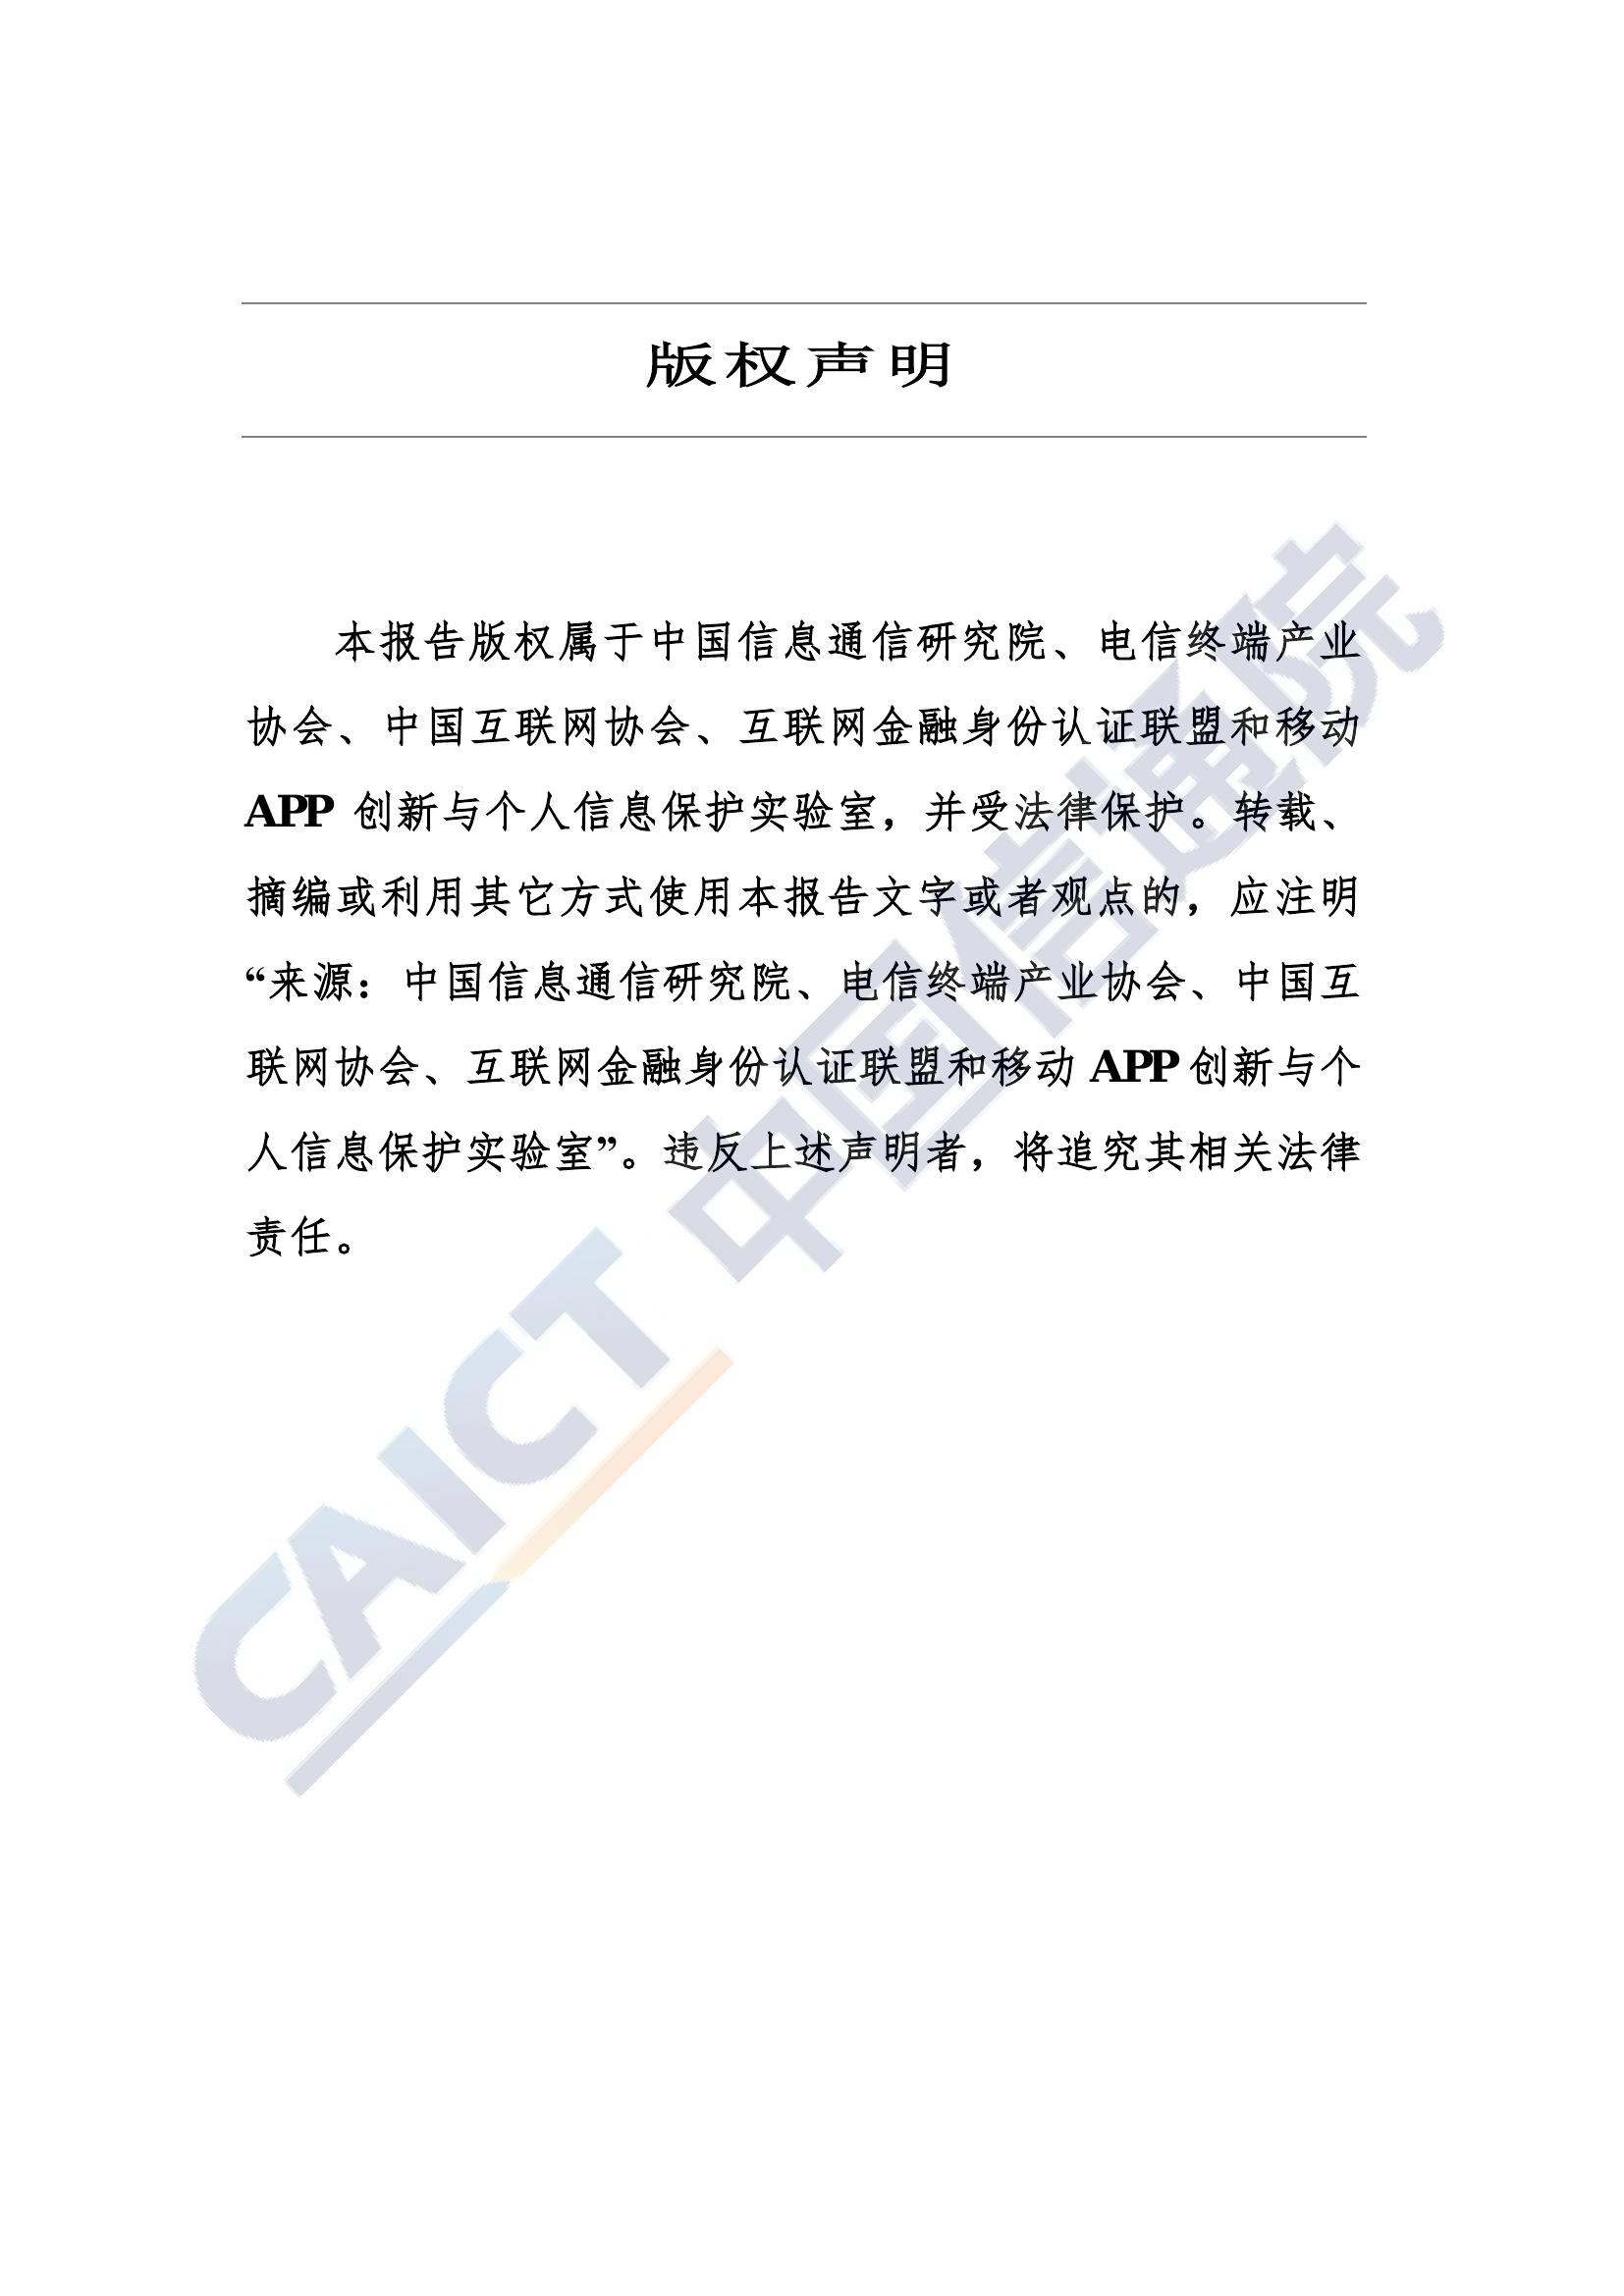 版权声明
本报告版权属于中国信息通信研究院、电信终端产业
协会、中国互联网协会、互联网金融身份认证联盟和移动
APP 创新与个人信息保护实验室，并受法律保护。转载、
摘编或利用其它方式使用本报告文字或者观点的，应注明
“来源：中国信息通信研究院、电信终端产业协会、中国互
联网协会、互联网金融身份认证联盟和移动 APP 创新与个
人信息保护实验室”。违反上述声明者，将追究其相关法律
责任。
CAICT 中国信通院